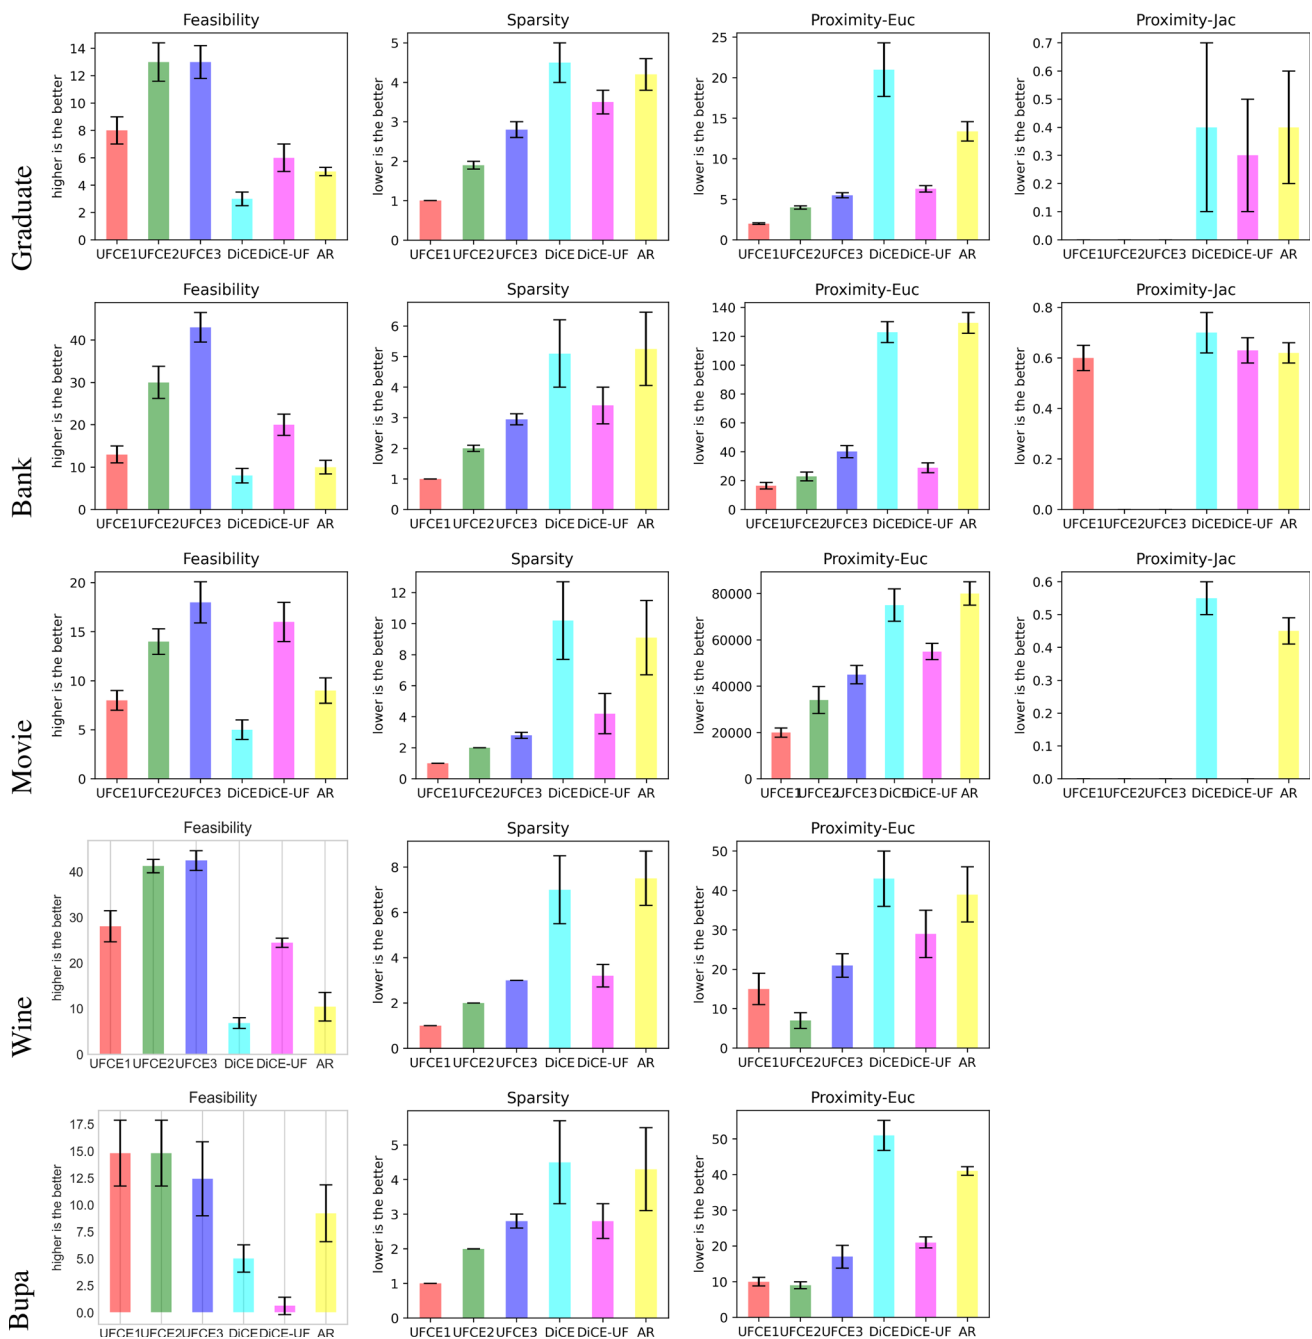 Graduate
Feasibility
higher is the better
14
12
10
8
6
4
2
0
UFCE1 UFCE2 UFCE3 DiCE DiCE-UF AR
Sparsity
lower is the better
5
4
3
2
1
0
UFCE1 UFCE2 UFCE3 DiCE DiCE-UF AR
Proximity-Euc
lower is the better
25
20
15
10
5
0
UFCE1 UFCE2 UFCE3 DiCE DiCE-UF AR
Proximity-Jac
lower is the better
0.7
0.6
0.5
0.4
0.3
0.2
0.1
0.0
UFCE1 UFCE2 UFCE3 DiCE DiCE-UF AR
Bank
Feasibility
higher is the better
40
30
20
10
0
UFCE1 UFCE2 UFCE3 DiCE DiCE-UF AR
Sparsity
lower is the better
6
5
4
3
2
1
0
UFCE1 UFCE2 UFCE3 DiCE DiCE-UF AR
Proximity-Euc
lower is the better
140
120
100
80
60
40
20
0
UFCE1 UFCE2 UFCE3 DiCE DiCE-UF AR
Proximity-Jac
lower is the better
0.8
0.6
0.4
0.2
0.0
UFCE1 UFCE2 UFCE3 DiCE DiCE-UF AR
Movie
Feasibility
higher is the better
20
15
10
5
0
UFCE1 UFCE2 UFCE3 DiCE DiCE-UF AR
Sparsity
lower is the better
12
10
8
6
4
2
0
UFCE1 UFCE2 UFCE3 DiCE DiCE-UF AR
Proximity-Euc
lower is the better
80000
60000
40000
20000
0
UFCE1 UFCE2 UFCE3 DiCE DiCE-UF AR
Proximity-Jac
lower is the better
0.6
0.5
0.4
0.3
0.2
0.1
0.0
UFCE1 UFCE2 UFCE3 DiCE DiCE-UF AR
Wine
Feasibility
higher is the better
40
30
20
10
0
UFCE1 UFCE2 UFCE3 DiCE DiCE-UF AR
Sparsity
lower is the better
8
6
4
2
0
UFCE1 UFCE2 UFCE3 DiCE DiCE-UF AR
Proximity-Euc
lower is the better
50
40
30
20
10
0
UFCE1 UFCE2 UFCE3 DiCE DiCE-UF AR
Bupa
Feasibility
higher is the better
17.5
15.0
12.5
10.0
7.5
5.0
2.5
0.0
UFCE1 UFCE2 UFCE3 DiCE DiCE-UF AR
Sparsity
lower is the better
5
4
3
2
1
0
UFCE1 UFCE2 UFCE3 DiCE DiCE-UF AR
Proximity-Euc
lower is the better
50
40
30
20
10
0
UFCE1 UFCE2 UFCE3 DiCE DiCE-UF AR